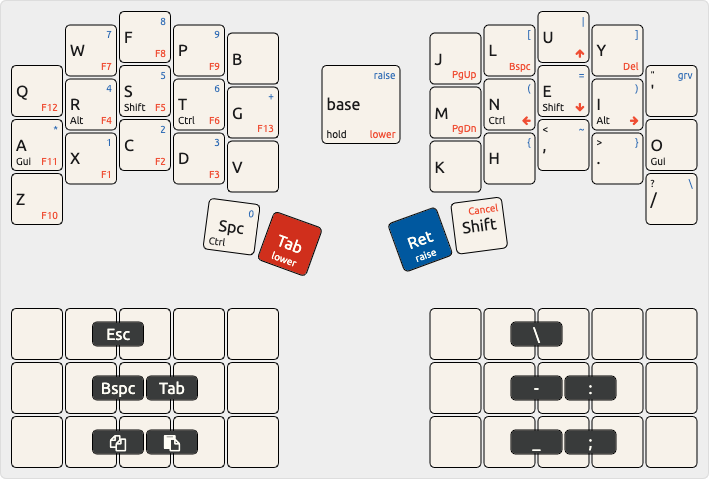 8
F
F8
7
W
F7
9
P
F9
B
Q
F12
4
R
Alt F4
5
S
Shift F5
6
T
Ctrl F6
+
G
F13
*
A
Gui F11
1
X
F1
2
C
F2
3
D
F3
V
Z
F10
0
Spc
Ctrl
Tab
lower
raise
base
hold lower
J
PgUp
[
L
Bspc
|
U
]
Y
Del
M
PgDn
(
N
Ctrl
=
E
Shift
)
I
Alt
" grv
'
K
{
H
< ~
,
> }
.
O
Gui
? \
/
Ret
raise
Cancel
Shift
Esc
\
Bspc Tab
- :
_ ;